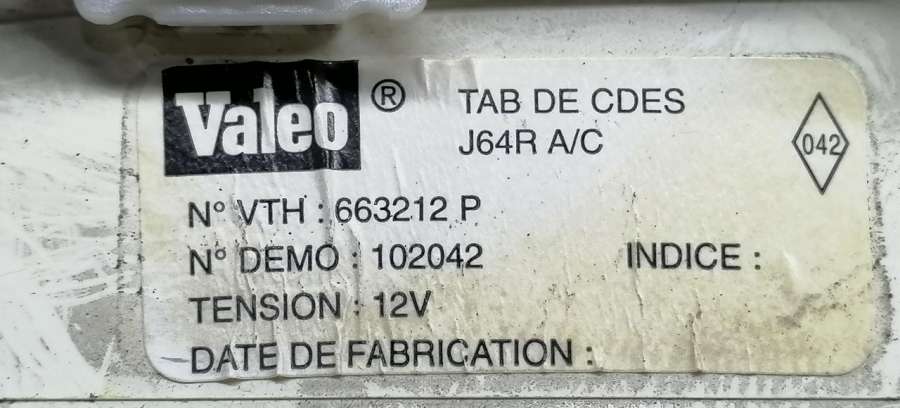 Valeo ® TAB DE CDES
J64R A/C
042
N° VTH : 663212 P
N° DEMO : 102042 INDICE :
TENSION : 12V
DATE DE FABRICATION :